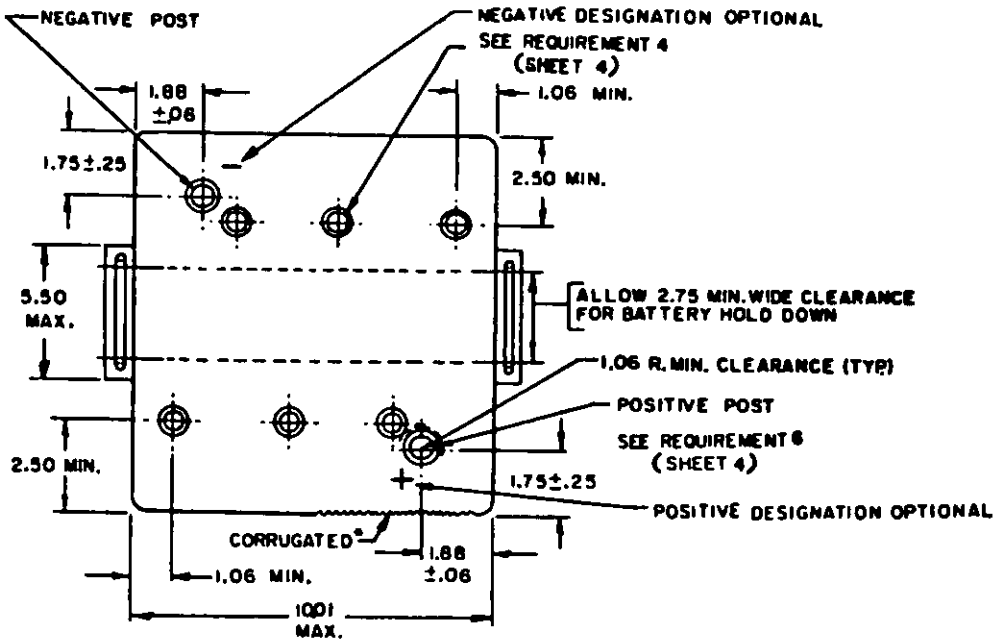 NEGATIVE POST
NEGATIVE DESIGNATION OPTIONAL
SEE REQUIREMENT 4
(SHEET 4)
1.88
±.06
1.06 MIN.
1.75±.25
2.50 MIN.
-
5.50
MAX.
ALLOW 2.75 MIN. WIDE CLEARANCE
FOR BATTERY HOLD DOWN
1.06 R. MIN. CLEARANCE (TYP.)
POSITIVE POST
SEE REQUIREMENT 6
(SHEET 4)
2.50 MIN.
1.75±.25
+
POSITIVE DESIGNATION OPTIONAL
CORRUGATED*
1.88
±.06
1.06 MIN.
10.01
MAX.